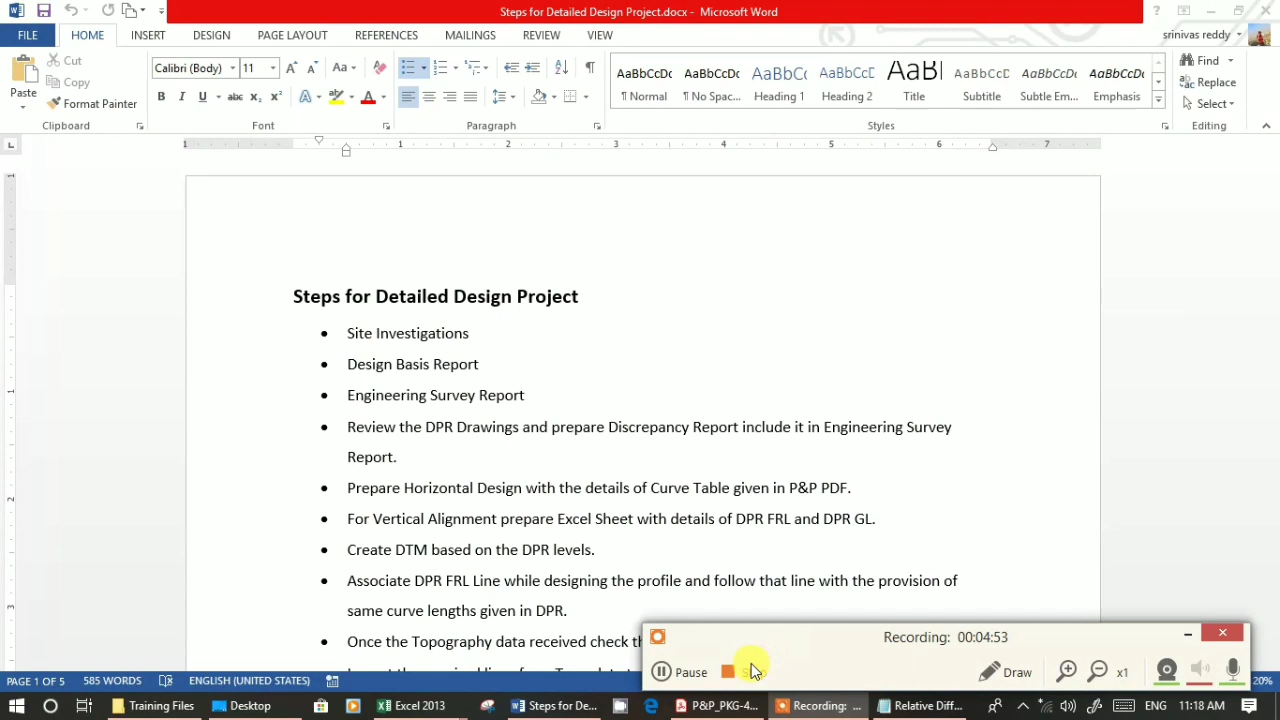 Steps for Detailed Design Project.docx - Microsoft Word
FILE HOME INSERT DESIGN PAGE LAYOUT REFERENCES MAILINGS REVIEW VIEW srinivas reddy
Cut
Copy
Format Painter
Paste
Calibri (Body) 11
AaBbCcDc AaBbCcDc AaBbCc AaBbCcD AaBl AaBbCcD AaBbCcDc AaBbCcDc
¶ Normal ¶ No Spac... Heading 1 Heading 2 Title Subtitle Subtle Em... Emphasis
Find
Replace
Select
Clipboard Font Paragraph Styles Editing
1 1 2 3 4 5 6 7
Steps for Detailed Design Project
• Site Investigations
• Design Basis Report
• Engineering Survey Report
• Review the DPR Drawings and prepare Discrepancy Report include it in Engineering Survey
Report.
• Prepare Horizontal Design with the details of Curve Table given in P&P PDF.
• For Vertical Alignment prepare Excel Sheet with details of DPR FRL and DPR GL.
• Create DTM based on the DPR levels.
• Associate DPR FRL Line while designing the profile and follow that line with the provision of
same curve lengths given in DPR.
• Once the Topography data received check
Recording: 00:04:53
Pause Draw x1
PAGE 1 OF 5 585 WORDS ENGLISH (UNITED STATES) 20%
Training Files Desktop Excel 2013 Steps for De... P&P_PKG-4... Recording: ... Relative Diff... ENG 11:18 AM